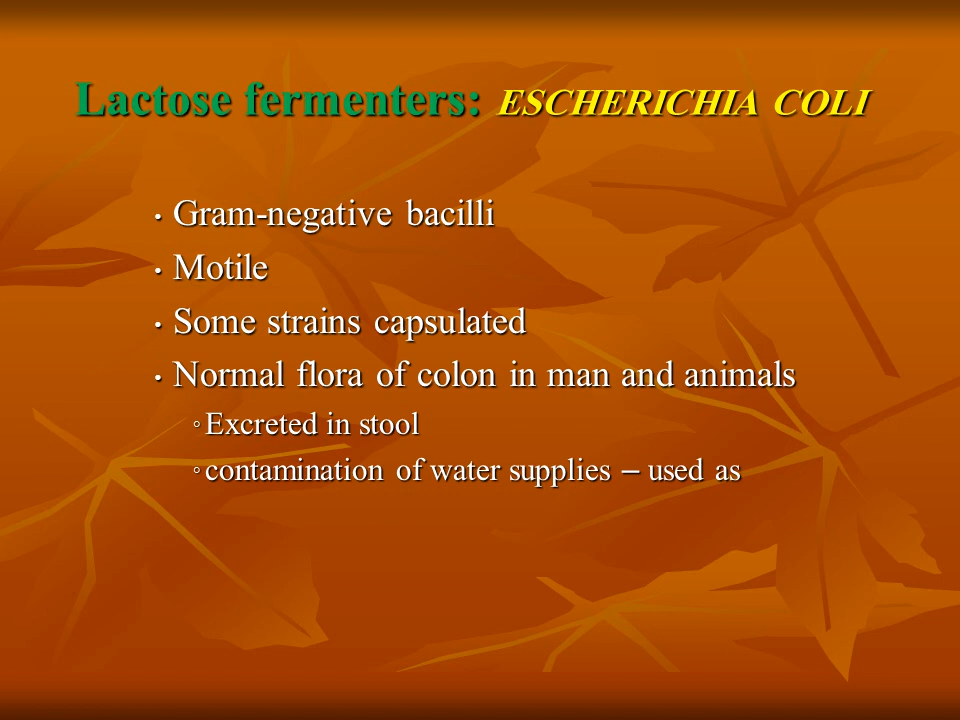 Lactose fermenters: ESCHERICHIA COLI
• Gram-negative bacilli
• Motile
• Some strains capsulated
• Normal flora of colon in man and animals
◦ Excreted in stool
◦ contamination of water supplies – used as